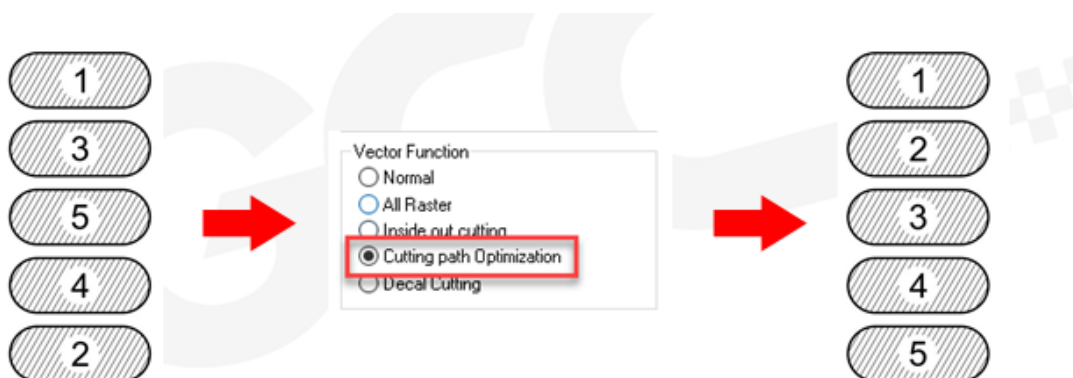 1
3
5
4
2
Vector Function
Normal
All Raster
Inside out cutting
Cutting path Optimization
Decal Cutting
1
2
3
4
5